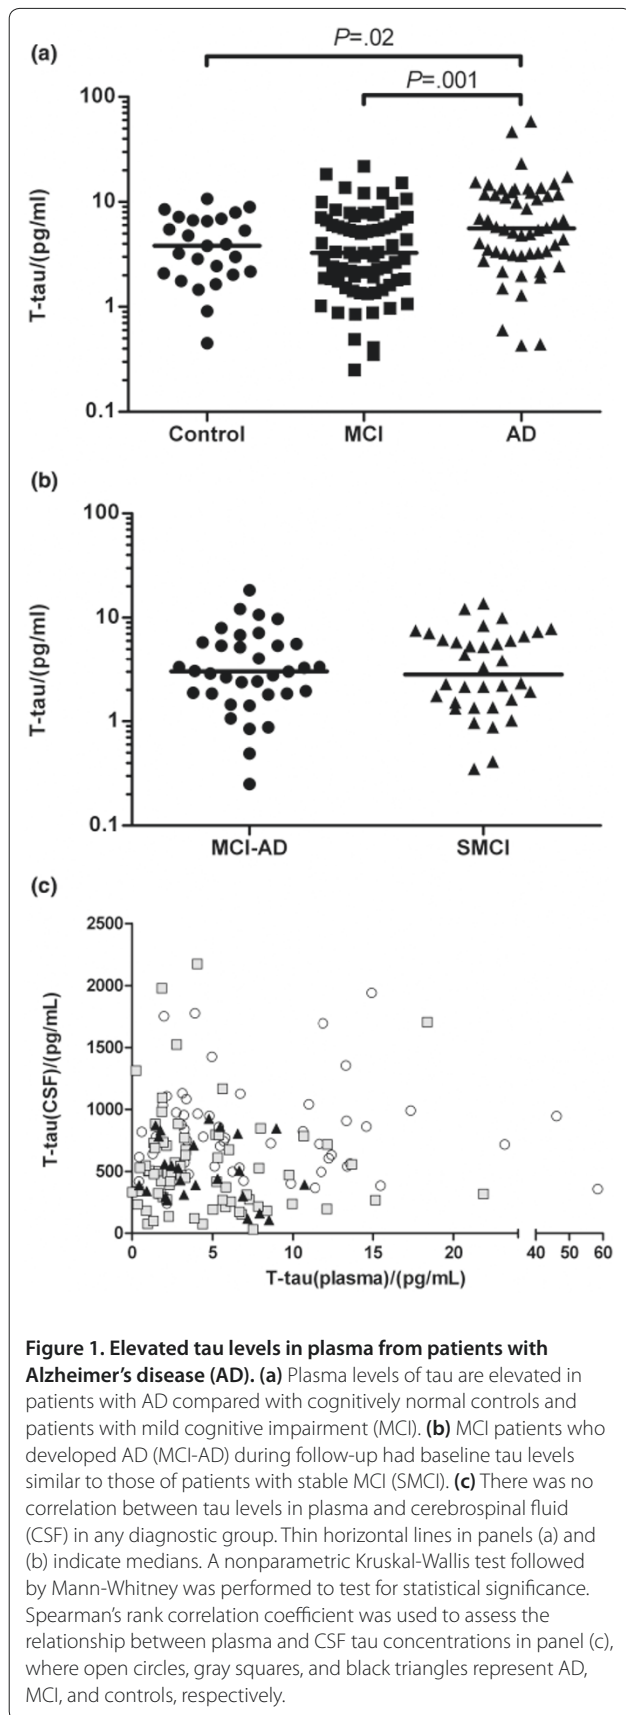 (a)
P=.02
P=.001
100
10
1
0.1
T-tau/(pg/ml)
Control MCI AD
(b)
100
10
1
0.1
T-tau/(pg/ml)
MCI-AD SMCI
(c)
2500
2000
1500
1000
500
0
T-tau(CSF)/(pg/mL)
0 5 10 15 20 40 50 60
T-tau(plasma)/(pg/mL)
Figure 1. Elevated tau levels in plasma from patients with
Alzheimer’s disease (AD). (a) Plasma levels of tau are elevated in
patients with AD compared with cognitively normal controls and
patients with mild cognitive impairment (MCI). (b) MCI patients who
developed AD (MCI-AD) during follow-up had baseline tau levels
similar to those of patients with stable MCI (SMCI). (c) There was no
correlation between tau levels in plasma and cerebrospinal fluid
(CSF) in any diagnostic group. Thin horizontal lines in panels (a) and
(b) indicate medians. A nonparametric Kruskal-Wallis test followed
by Mann-Whitney was performed to test for statistical significance.
Spearman’s rank correlation coefficient was used to assess the
relationship between plasma and CSF tau concentrations in panel (c),
where open circles, gray squares, and black triangles represent AD,
MCI, and controls, respectively.